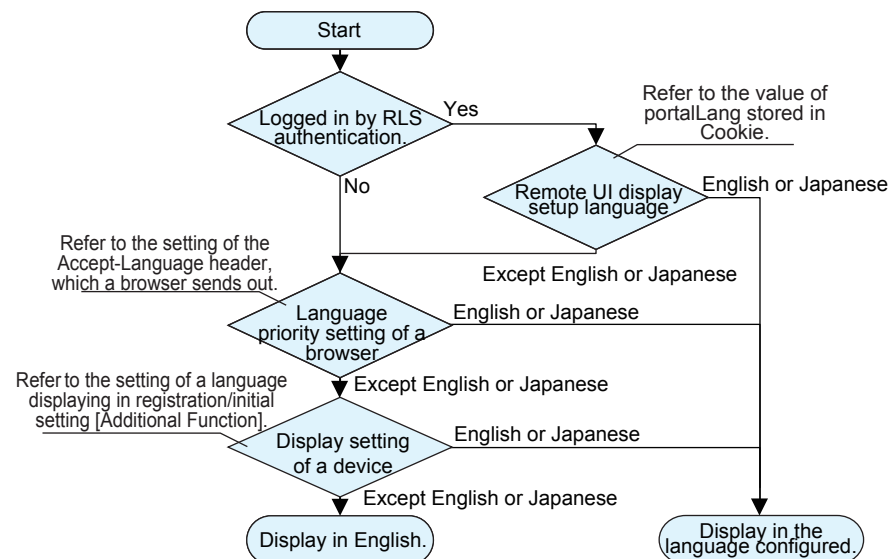 Start
Logged in by RLS
authentication.
Yes
No
Refer to the value of
portalLang stored in
Cookie.
Remote UI display
setup language
English or Japanese
Except English or Japanese
Refer to the setting of the
Accept-Language header,
which a browser sends out.
Language
priority setting of a
browser
English or Japanese
Except English or Japanese
Refer to the setting of a language
displaying in registration/initial
setting [Additional Function].
Display setting
of a device
English or Japanese
Except English or Japanese
Display in English.
Display in the
language configured.